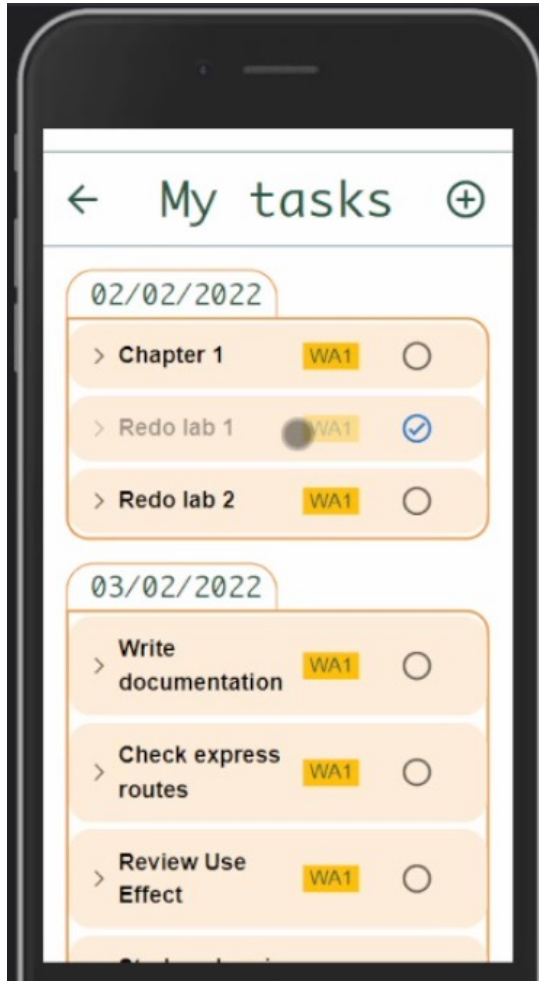 My tasks
02/02/2022
Chapter 1 WA1
Redo lab 1 WA1
Redo lab 2 WA1
03/02/2022
Write
documentation WA1
Check express
routes WA1
Review Use
Effect WA1